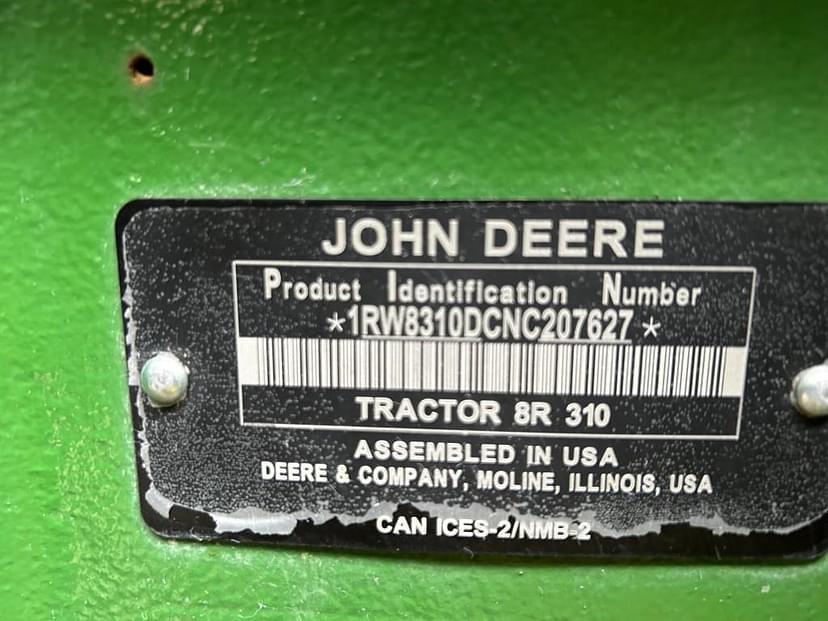 JOHN DEERE
Product Identification Number
*1RW8310DCNC207627*
TRACTOR 8R 310
ASSEMBLED IN USA
DEERE & COMPANY, MOLINE, ILLINOIS, USA
CAN ICES-2/NMB-2